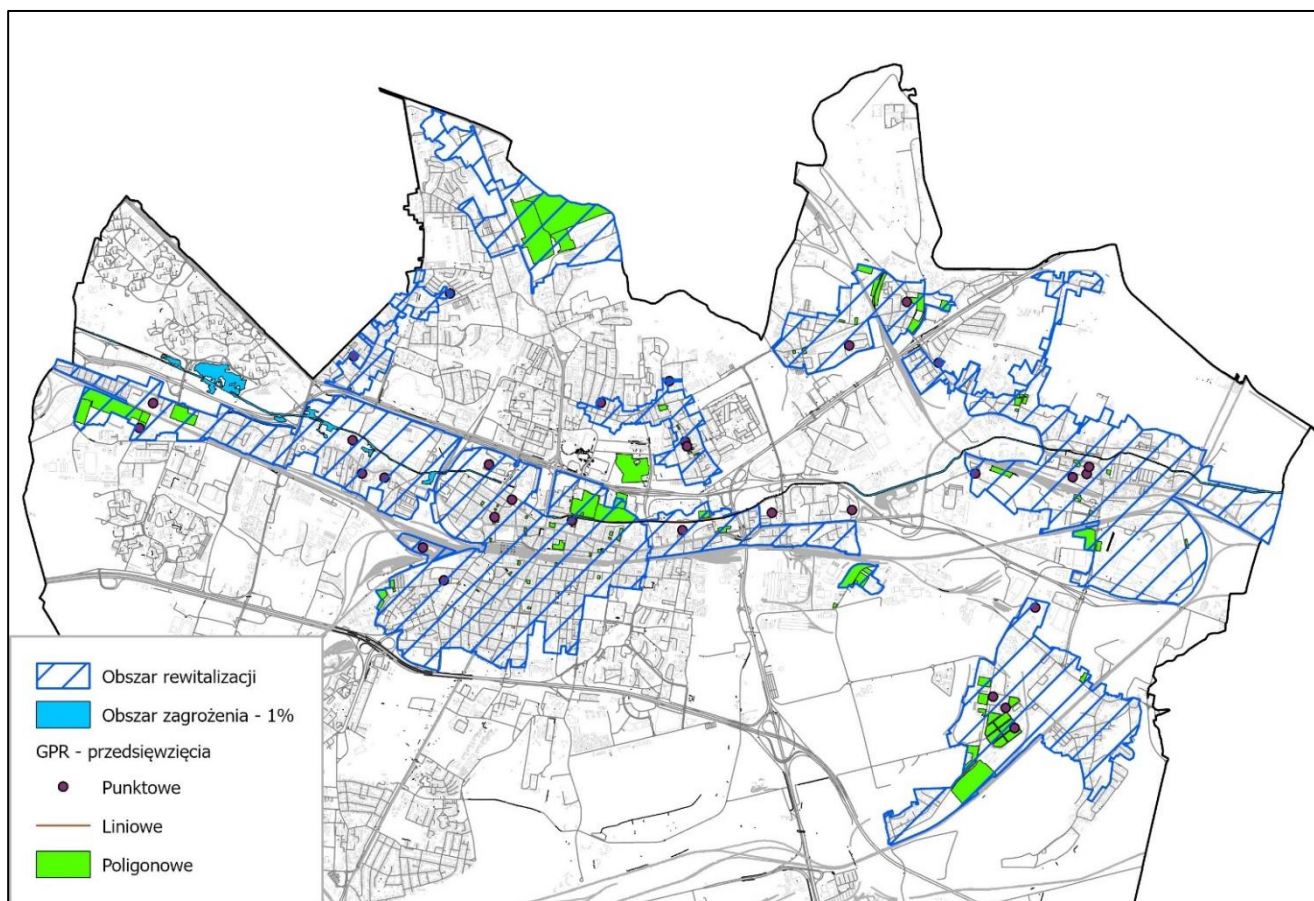 Obszar rewitalizacji
Obszar zagrożenia - 1%
GPR - przedsięwzięcia
Punktowe
Liniowe
Poligonowe